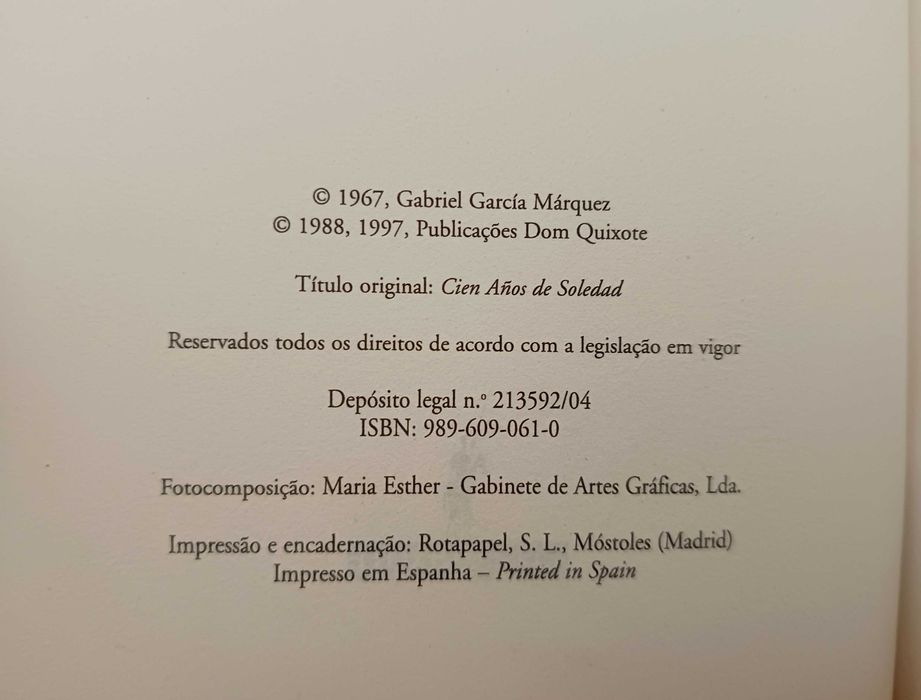 © 1967, Gabriel García Márquez
© 1988, 1997, Publicações Dom Quixote
Título original: Cien Años de Soledad
Reservados todos os direitos de acordo com a legislação em vigor
Depósito legal n.º 213592/04
ISBN: 989-609-061-0
Fotocomposição: Maria Esther - Gabinete de Artes Gráficas, Lda.
Impressão e encadernação: Rotapapel, S. L., Móstoles (Madrid)
Impresso em Espanha – Printed in Spain